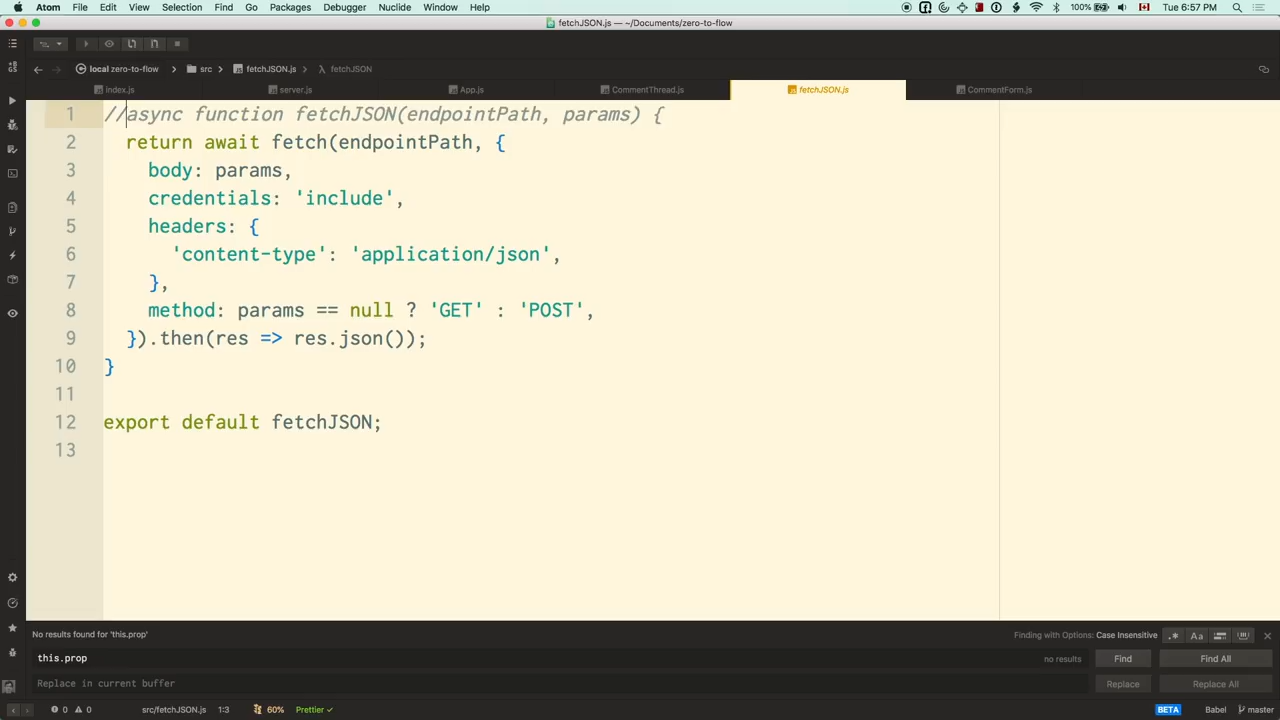 Atom File Edit View Selection Find Go Packages Debugger Nuclide Window Help 100% Tue 6:57 PM
fetchJSON.js — ~/Documents/zero-to-flow
local zero-to-flow src fetchJSON.js λ fetchJSON
index.js server.js App.js CommentThread.js fetchJSON.js CommentForm.js
1 //async function fetchJSON(endpointPath, params) {
2 return await fetch(endpointPath, {
3 body: params,
4 credentials: 'include',
5 headers: {
6 'content-type': 'application/json',
7 },
8 method: params == null ? 'GET' : 'POST',
9 }).then(res => res.json());
10 }
11
12 export default fetchJSON;
13
No results found for 'this.prop' Finding with Options: Case Insensitive .* Aa
this.prop no results Find Find All
Replace in current buffer Replace Replace All
0 0 src/fetchJSON.js 1:3 60% Prettier ✓ BETA Babel master